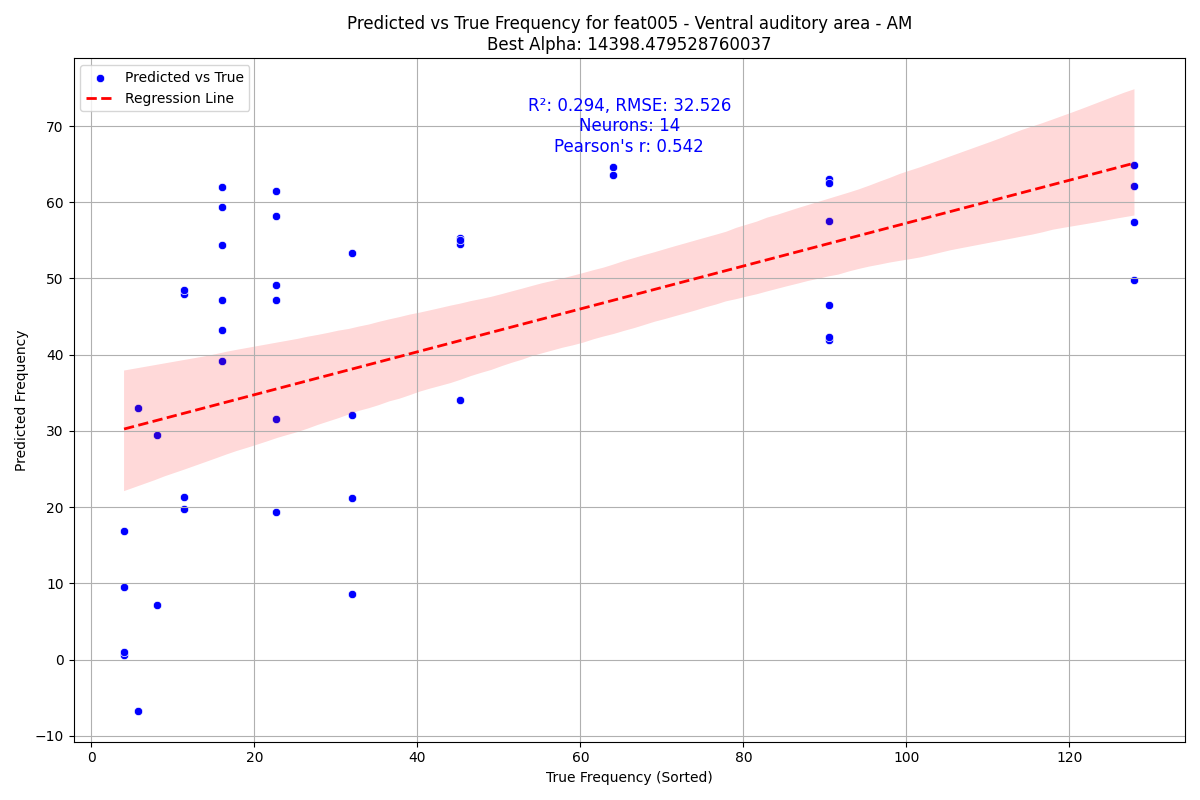 Predicted vs True Frequency for feat005 - Ventral auditory area - AM
Best Alpha: 14398.479528760037
Predicted vs True
Regression Line
R²: 0.294, RMSE: 32.526
Neurons: 14
Pearson's r: 0.542
Predicted Frequency
70
60
50
40
30
20
10
0
−10
0
20
40
60
80
100
120
True Frequency (Sorted)